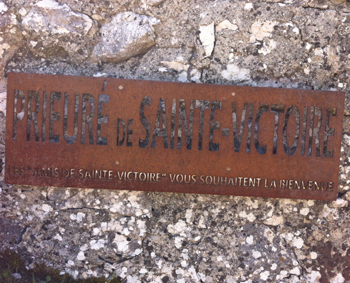 PRIEURÉ DE SAINTE-VICTOIRE
LES "AMIS DE SAINTE-VICTOIRE" VOUS SOUHAITENT LA BIENVENUE